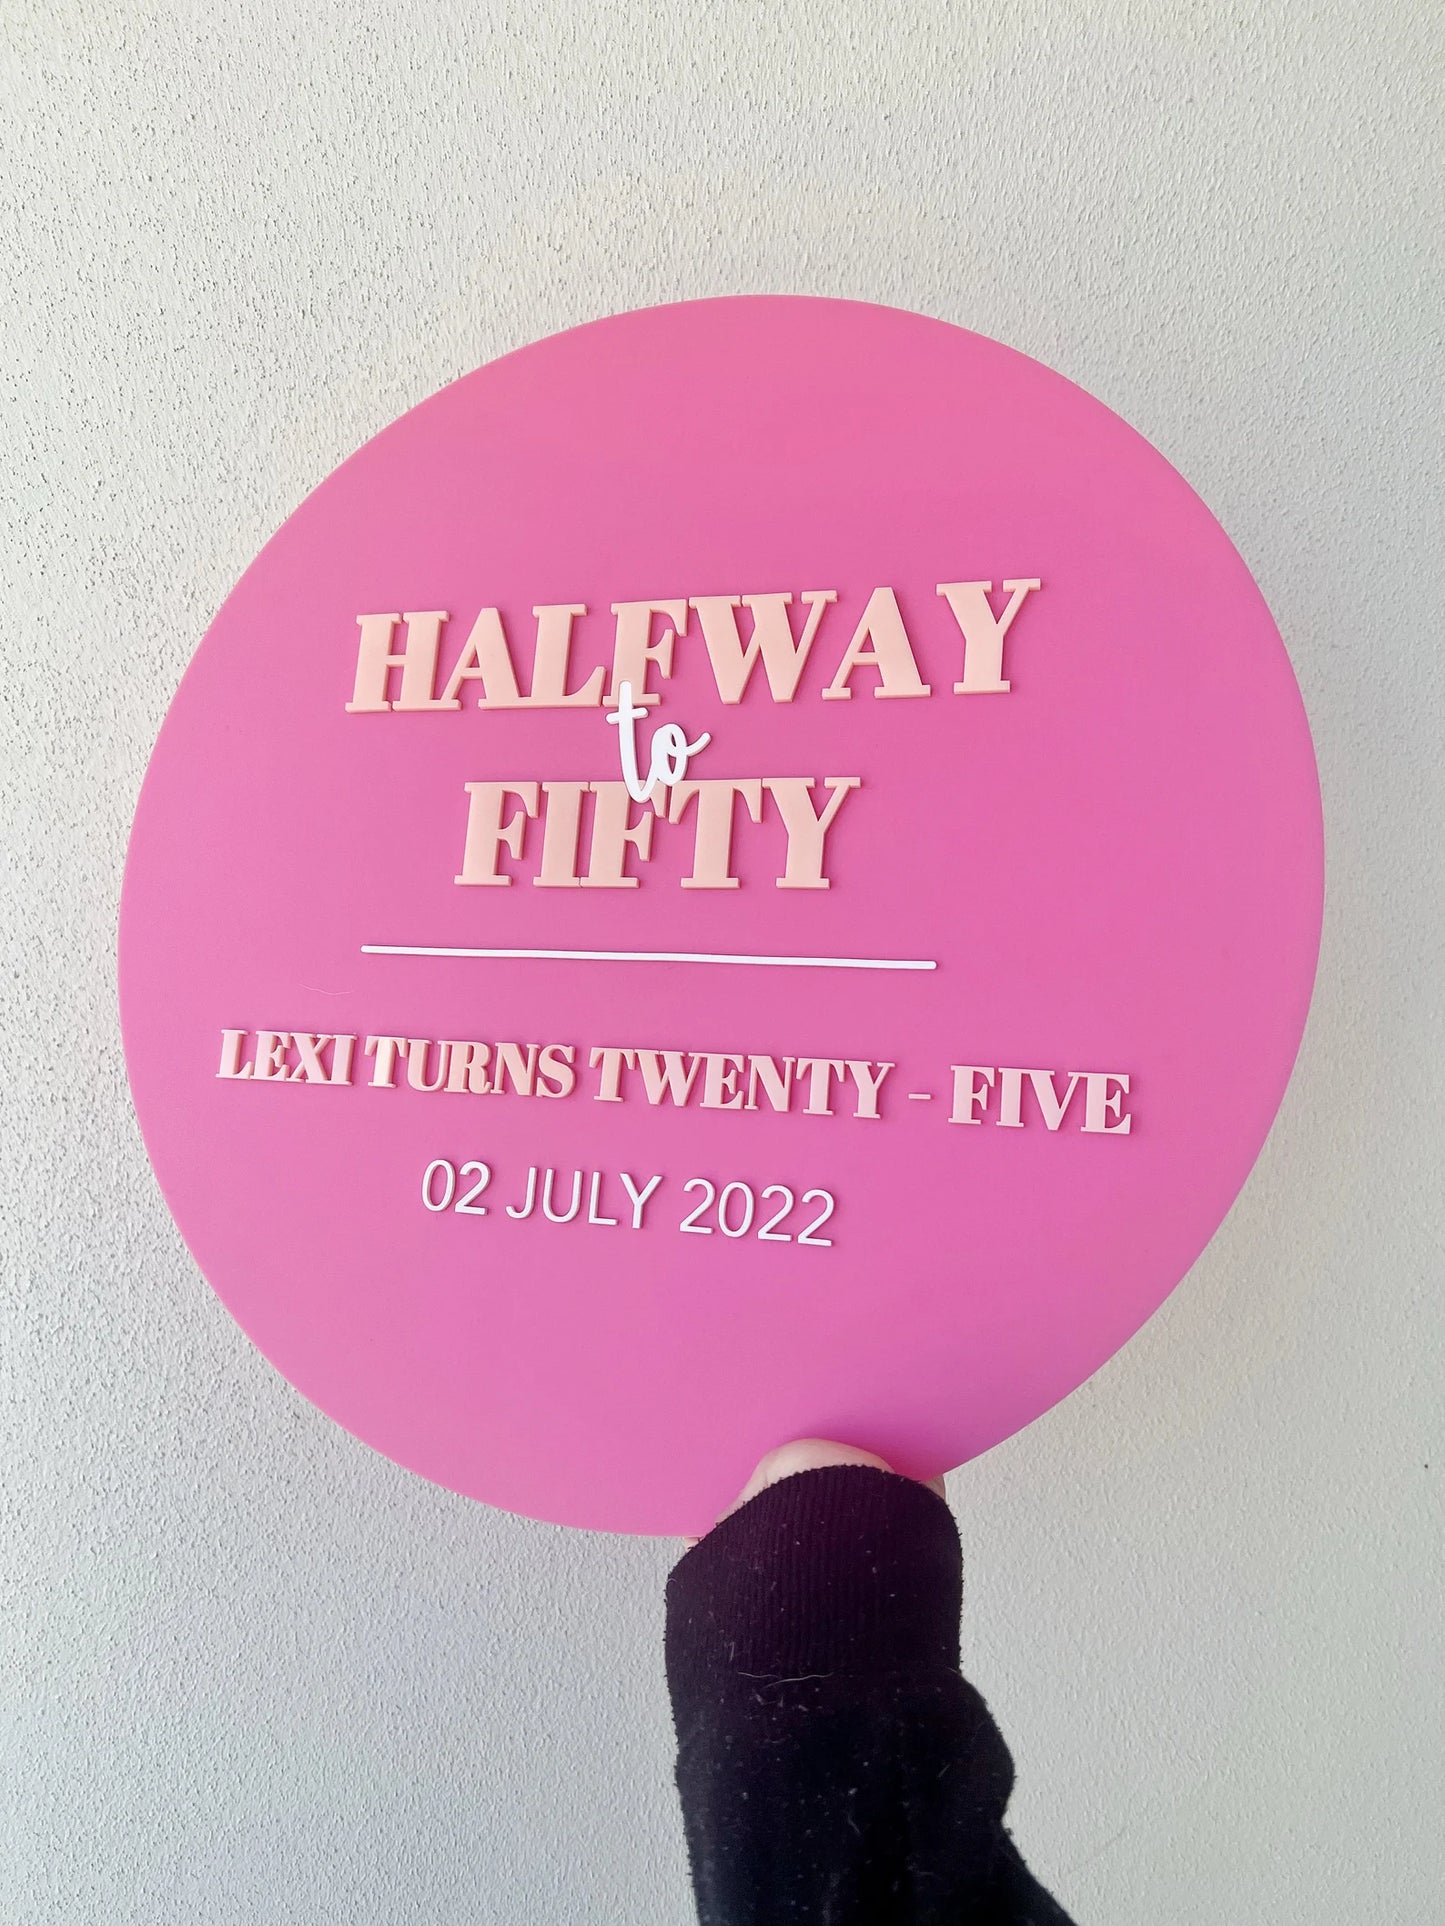 HALFWAY
to
FIFTY
LEXI TURNS TWENTY - FIVE
02 JULY 2022